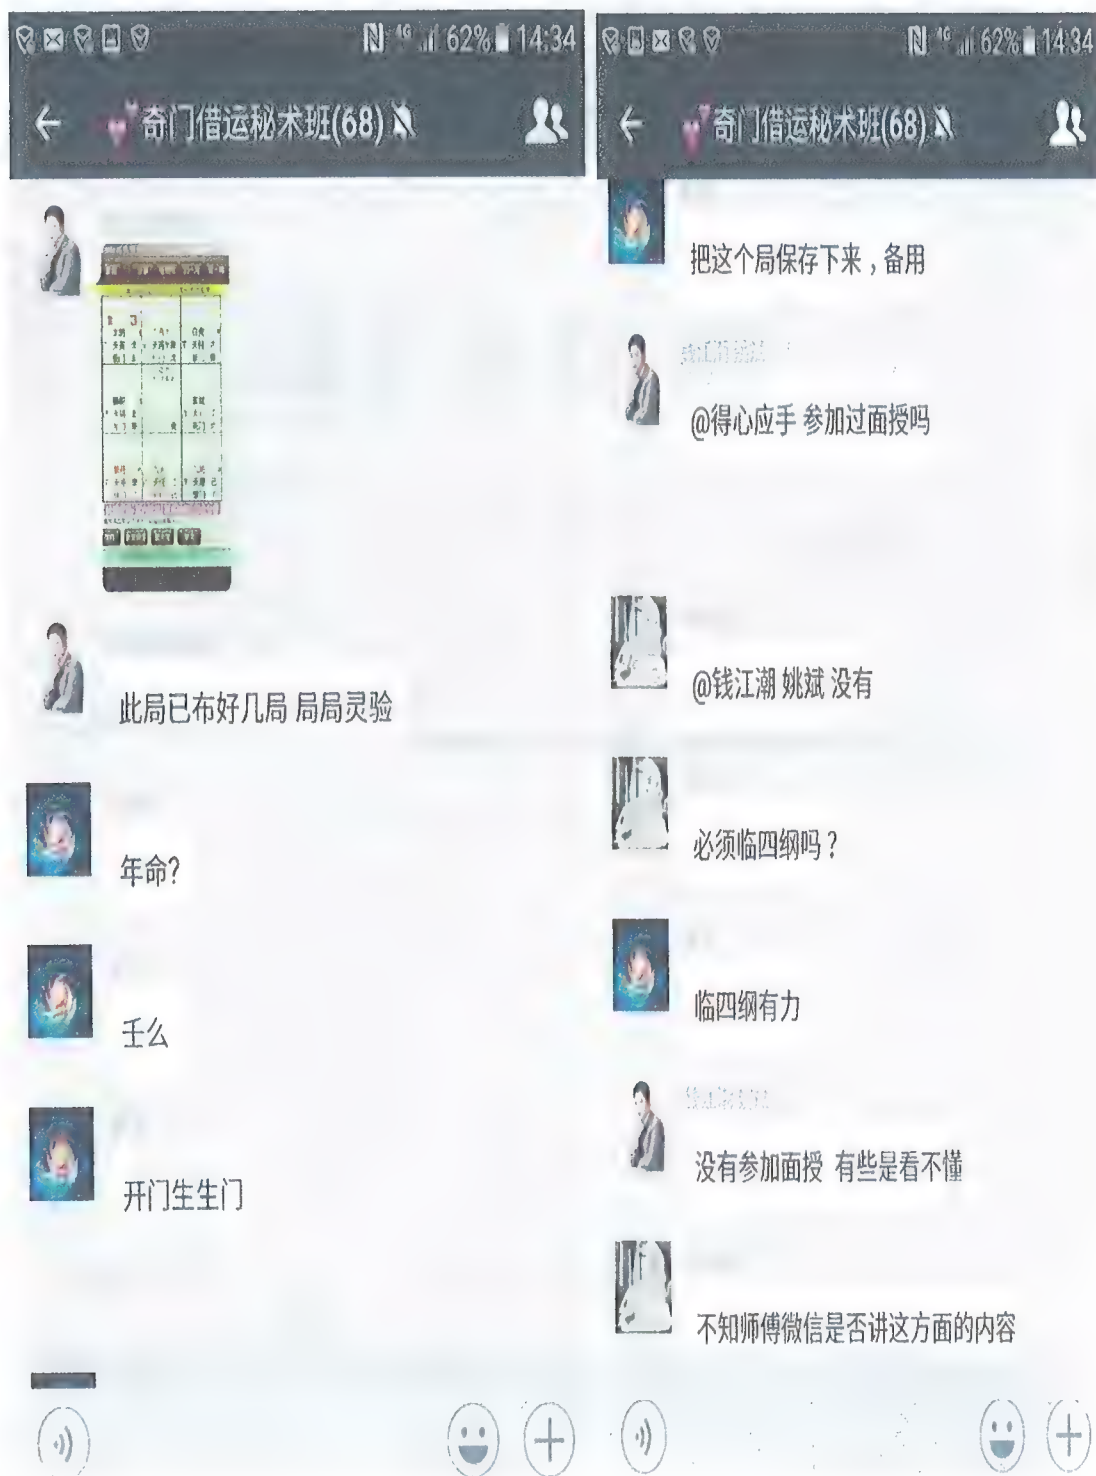 62% 14:34
奇门借运秘术班(68)
此局已布好几局 局局灵验
年命?
壬么
开门生生门
62% 14:34
奇门借运秘术班(68)
把这个局保存下来，备用
@得心应手 参加过面授吗
@钱江潮 姚斌 没有
必须临四纲吗？
临四纲有力
没有参加面授 有些是看不懂
不知师傅微信是否讲这方面的内容